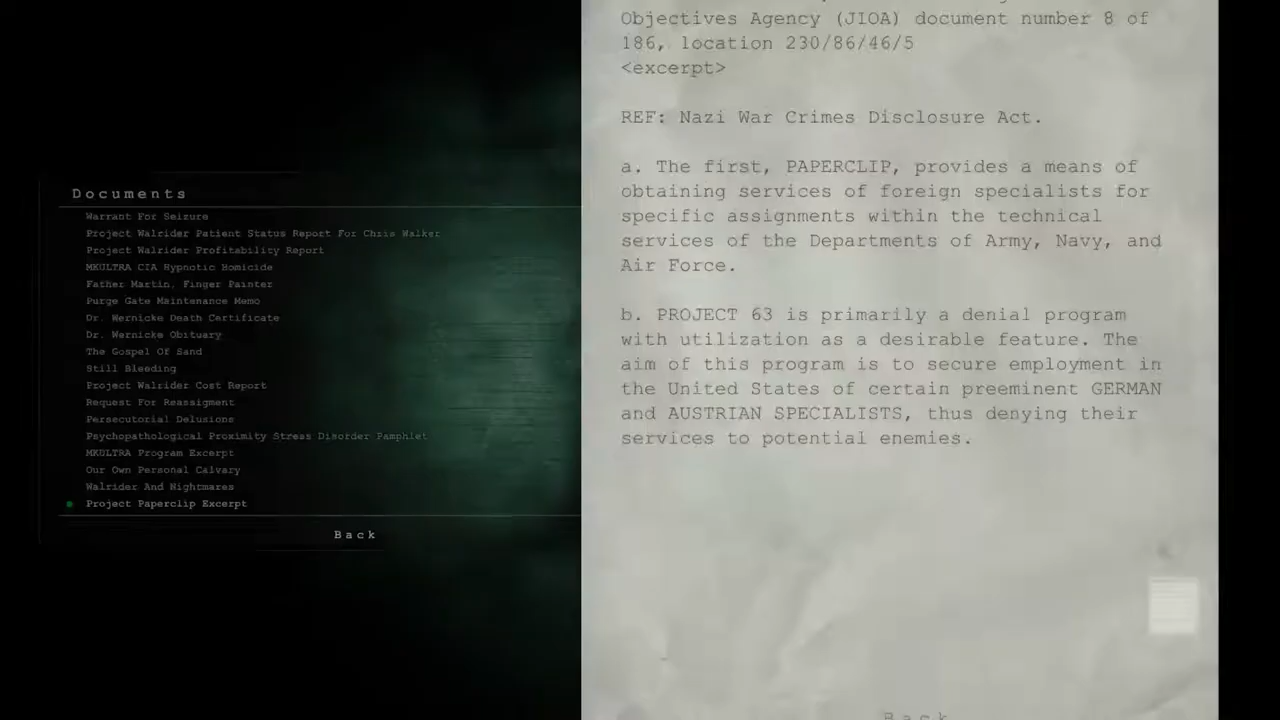 Documents
Warrant For Seizure
Project Walrider Patient Status Report For Chris Walker
Project Walrider Profitability Report
MKULTRA CIA Hypnotic Homicide
Father Martin, Finger Painter
Purge Gate Maintenance Memo
Dr. Wernicke Death Certificate
Dr. Wernicke Obituary
The Gospel Of Sand
Still Bleeding
Project Walrider Cost Report
Request For Reassigment
Persecutorial Delusions
Psychopathological Proximity Stress Disorder Pamphlet
MKULTRA Program Excerpt
Our Own Personal Calvary
Walrider And Nightmares
Project Paperclip Excerpt
Back
Objectives Agency (JIOA) document number 8 of
186, location 230/86/46/5
<excerpt>
REF: Nazi War Crimes Disclosure Act.
a. The first, PAPERCLIP, provides a means of
obtaining services of foreign specialists for
specific assignments within the technical
services of the Departments of Army, Navy, and
Air Force.
b. PROJECT 63 is primarily a denial program
with utilization as a desirable feature. The
aim of this program is to secure employment in
the United States of certain preeminent GERMAN
and AUSTRIAN SPECIALISTS, thus denying their
services to potential enemies.
Back